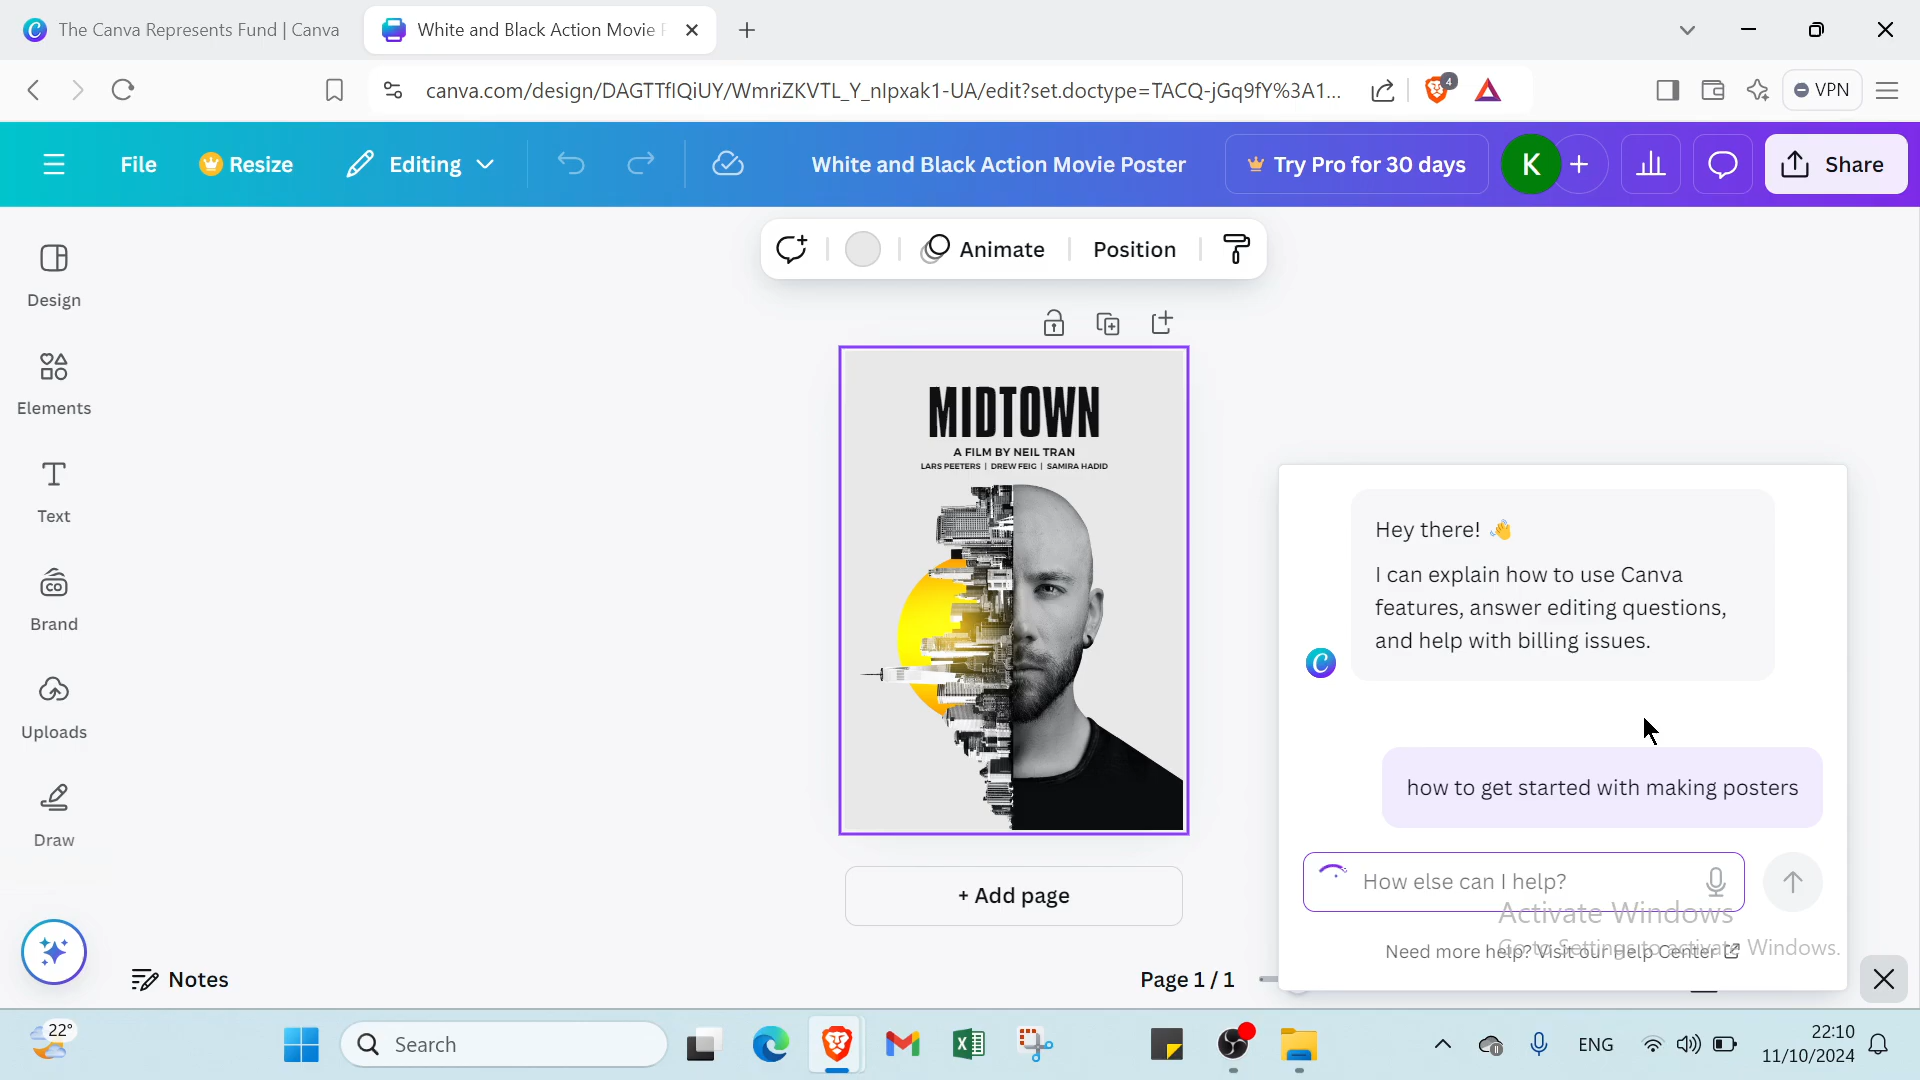 The Canva Represents Fund | Canva
White and Black Action Movie
canva.com/design/DAGTTflQiUY/WmriZKVTL_Y_nlpxak1-UA/edit?set.doctype=TACQ-jGq9fY%3A1...
4
VPN
File
Resize
Editing
White and Black Action Movie Poster
Try Pro for 30 days
K
Share
Animate
Position
Design
Elements
Text
Brand
Uploads
Draw
MIDTOWN
A FILM BY NEIL TRAN
LARS PEETERS | DREW FEIG | SAMIRA HADID
+ Add page
Hey there! 👋
I can explain how to use Canva
features, answer editing questions,
and help with billing issues.
how to get started with making posters
How else can I help?
Activate Windows
Go to Settings to activate Windows.
Need more help? Visit our Help Center
Notes
Page 1 / 1
22°
Search
ENG
22:10
11/10/2024